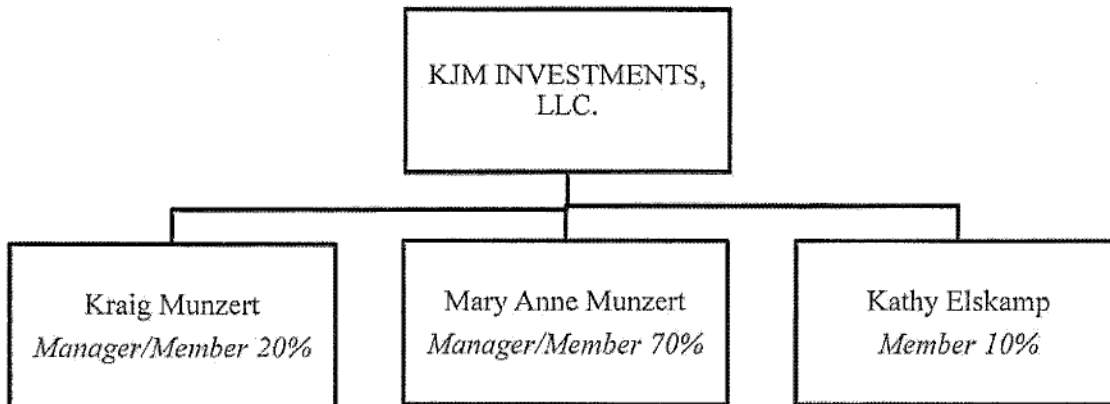 KJM INVESTMENTS,
LLC.
Kraig Munzert
Manager/Member 20%
Mary Anne Munzert
Manager/Member 70%
Kathy Elskamp
Member 10%